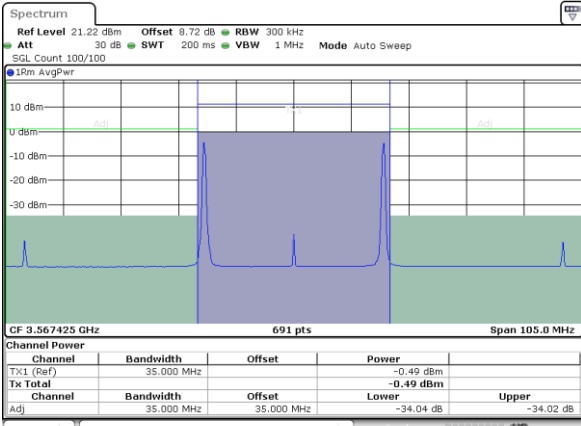 Spectrum
Ref Level 21.22 dBm Offset 8.72 dB RBW 300 kHz
Att 30 dB SWT 200 ms VBW 1 MHz Mode Auto Sweep
SGL Count 100/100
1Rm AvgPwr
10 dBm
Adj Adj
0 dBm
-10 dBm
-20 dBm
-30 dBm
CF 3.567425 GHz 691 pts Span 105.0 MHz
Channel Power
Channel Bandwidth Offset Power
TX1 (Ref) 35.000 MHz -0.49 dBm
Tx Total -0.49 dBm
Channel Bandwidth Offset Lower Upper
Adj 35.000 MHz 35.000 MHz -34.04 dB -34.02 dB